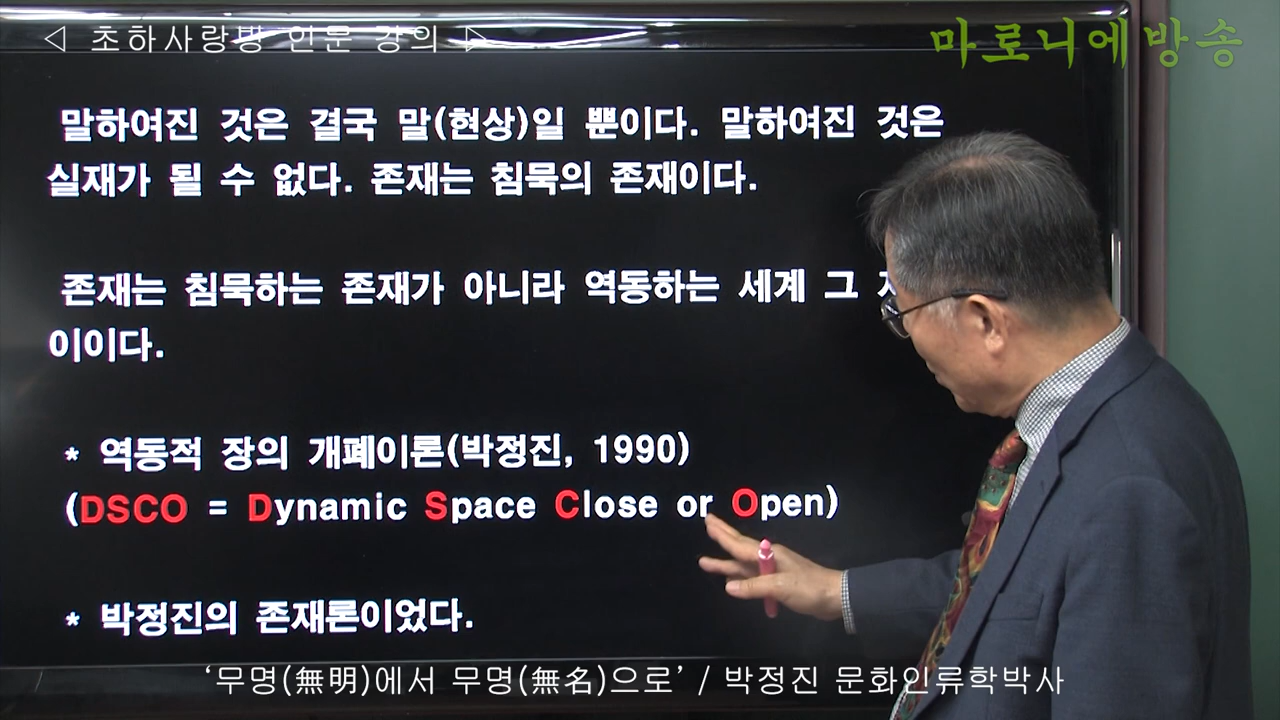 ◁ 초하사랑방 인문 강의 ▷
마로니에방송
말하여진 것은 결국 말(현상)일 뿐이다. 말하여진 것은
실재가 될 수 없다. 존재는 침묵의 존재이다.
존재는 침묵하는 존재가 아니라 역동하는 세계 그
이이다.
* 역동적 장의 개폐이론(박정진, 1990)
(DSCO = Dynamic Space Close or Open)
* 박정진의 존재론이었다.
‘무명(無明)에서 무명(無名)으로’ / 박정진 문화인류학박사